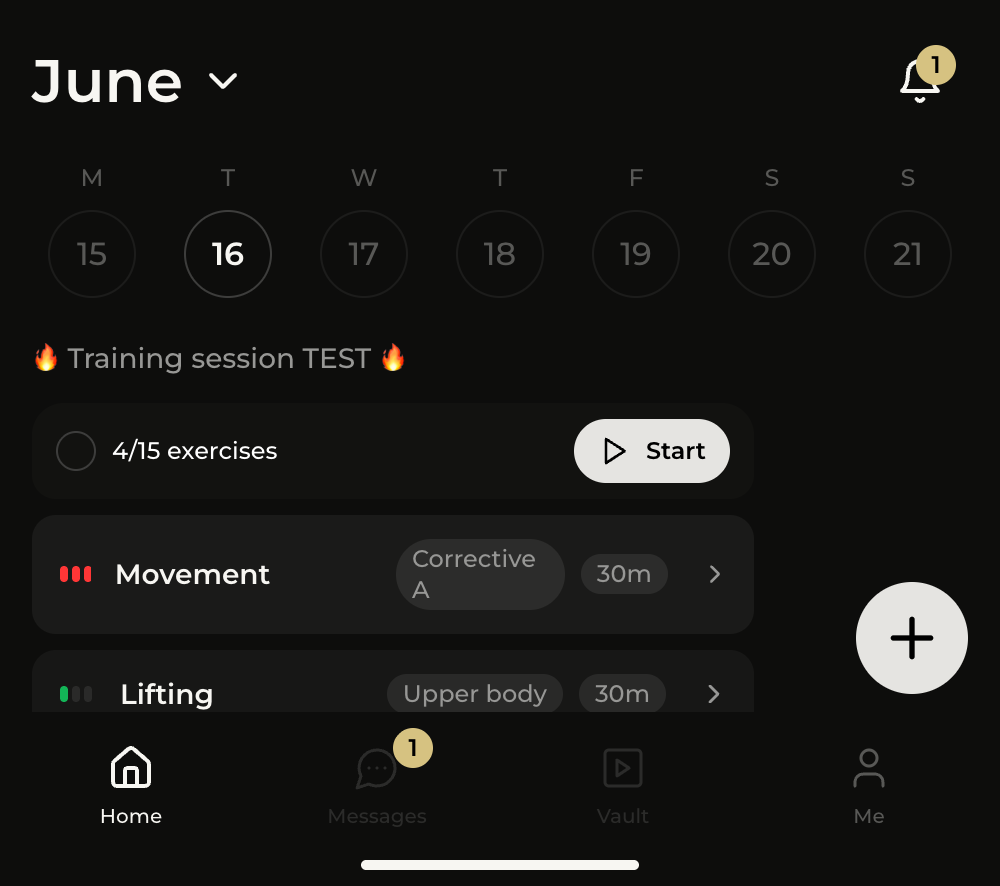 June
1
M T W T F S S
15 16 17 18 19 20 21
🔥 Training session TEST 🔥
4/15 exercises Start
Movement Corrective A 30m
Lifting Upper body 30m
1
Home Messages Vault Me